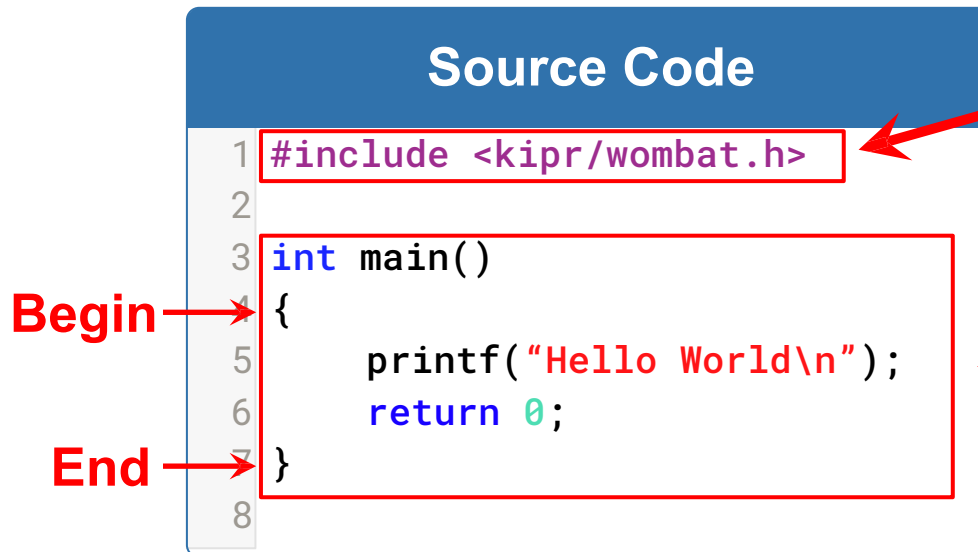 Source Code
1 #include <kipr/wombat.h>
2
3 int main()
Begin 4 {
5 printf(“Hello World\n”);
6 return 0;
End 7 }
8